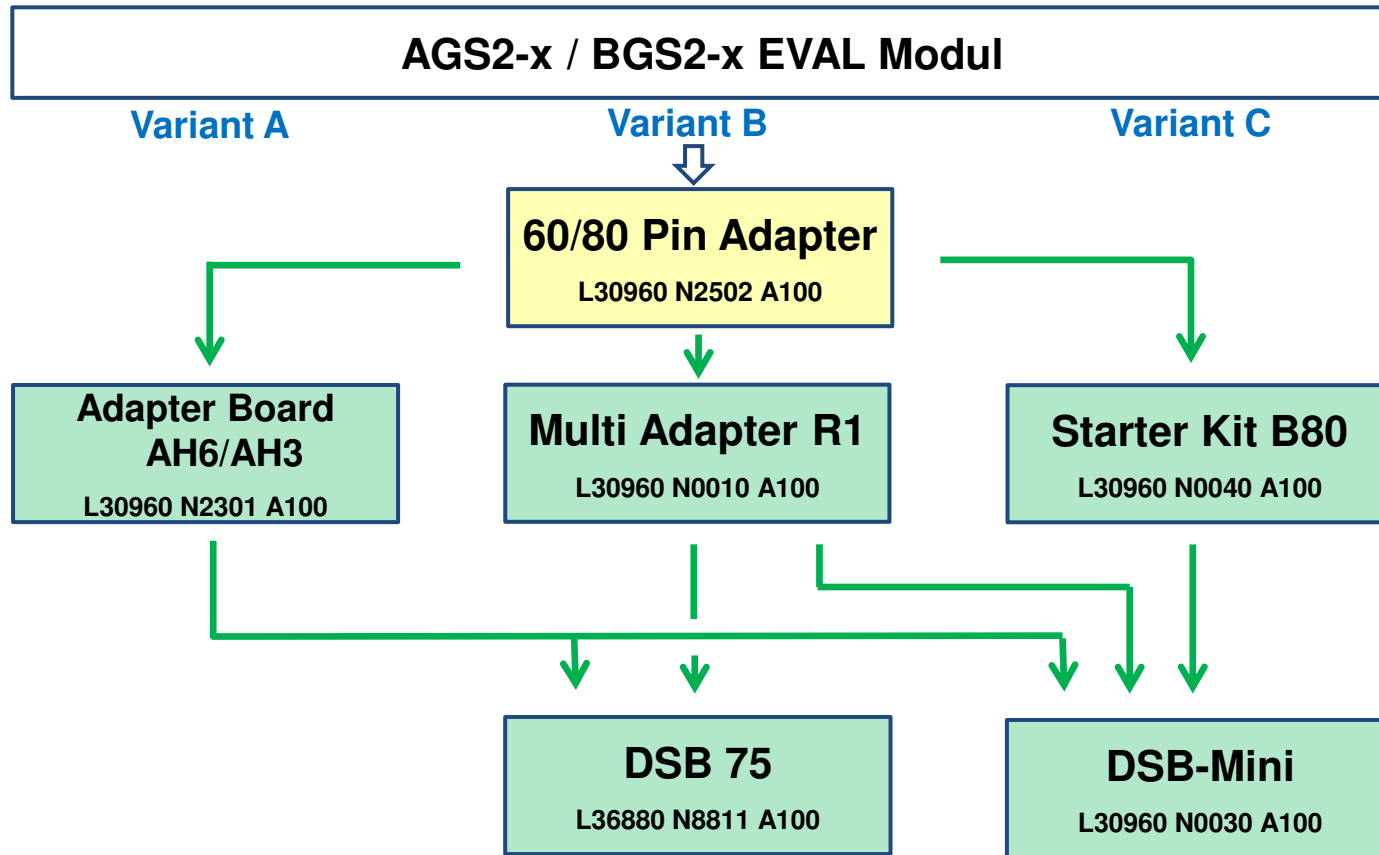 AGS2-x / BGS2-x EVAL Modul
Variant A
Variant B
Variant C
60/80 Pin Adapter
L30960 N2502 A100
Adapter Board
AH6/AH3
L30960 N2301 A100
Multi Adapter R1
L30960 N0010 A100
Starter Kit B80
L30960 N0040 A100
DSB 75
L36880 N8811 A100
DSB-Mini
L30960 N0030 A100